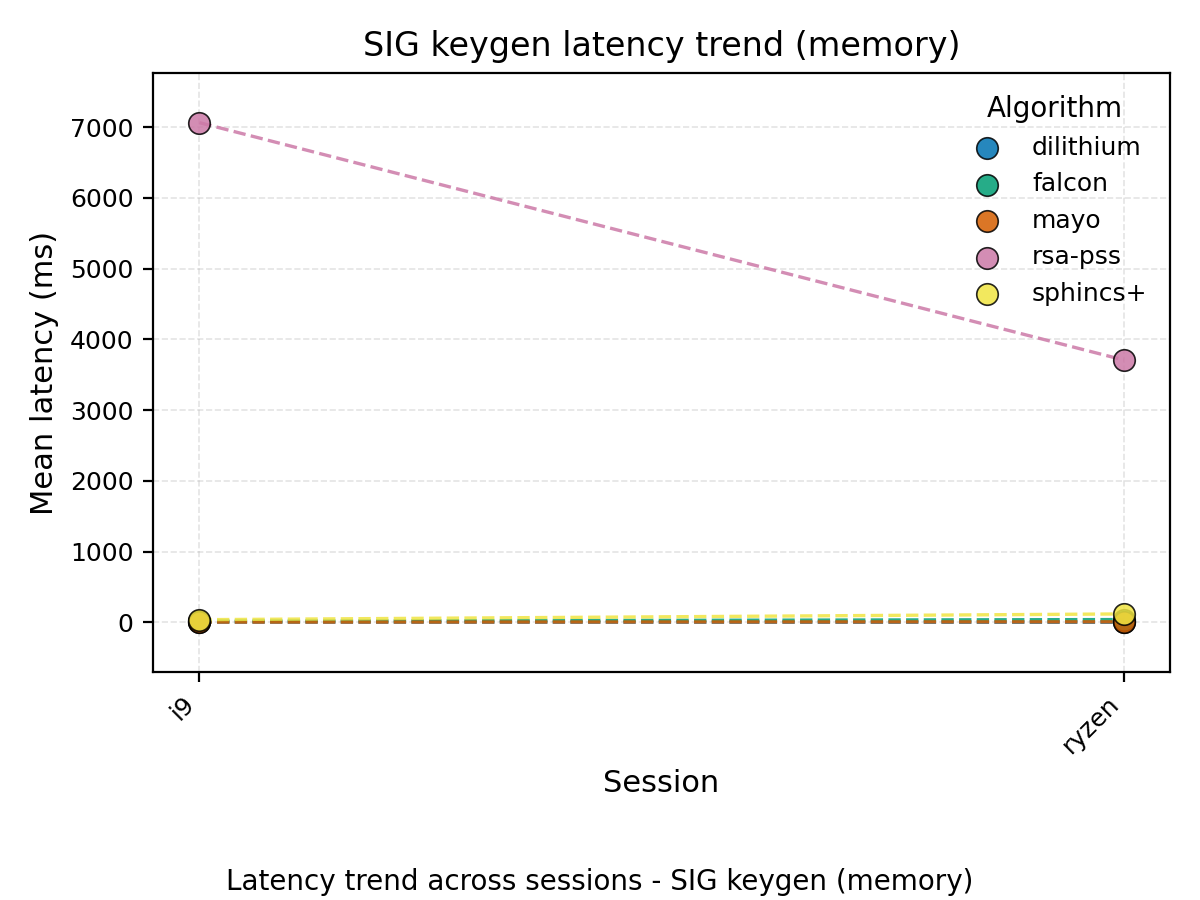 SIG keygen latency trend (memory)
Mean latency (ms)
7000
6000
5000
4000
3000
2000
1000
0
Algorithm
dilithium
falcon
mayo
rsa-pss
sphincs+
i9
ryzen
Session
Latency trend across sessions - SIG keygen (memory)